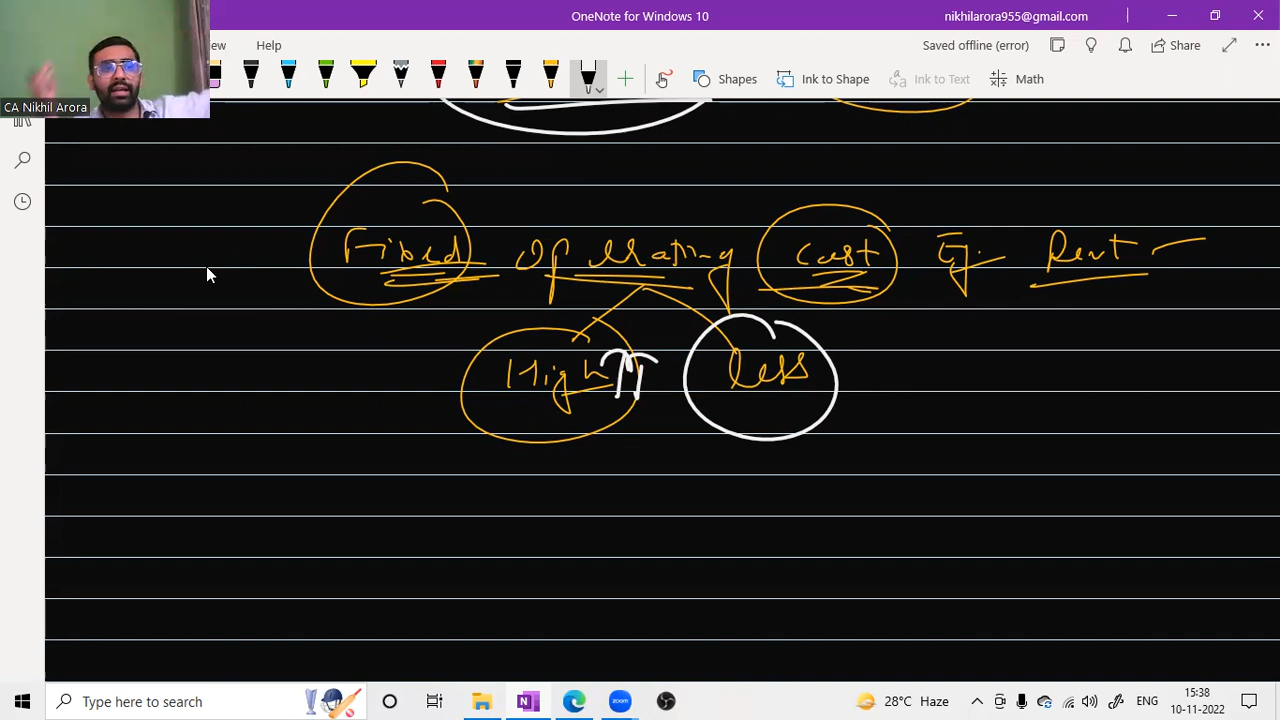 OneNote for Windows 10
nikhilarora955@gmail.com
ew Help
Saved offline (error)
Share
Shapes
Ink to Shape
Ink to Text
Math
CA Nikhil Arora
Fixed Operating Cost Eg. Rent
High less
Type here to search
28°C Haze
ENG
15:38
10-11-2022